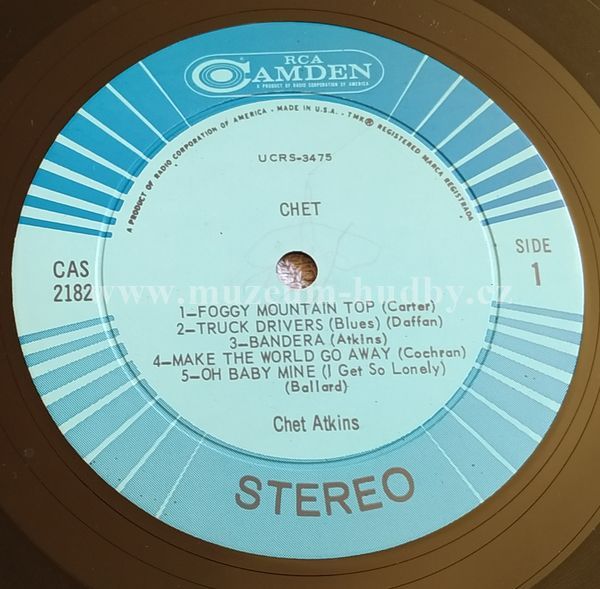 RCA
CAMDEN
A PRODUCT OF RADIO CORPORATION OF AMERICA
A PRODUCT OF RADIO CORPORATION OF AMERICA - MADE IN U.S.A. - TMK® REGISTERED MARCA REGISTRADA
UCRS-3475
CHET
CAS
2182
SIDE
1
www.muzeum-hudby.cz
1—FOGGY MOUNTAIN TOP (Carter)
2—TRUCK DRIVERS (Blues) (Daffan)
3—BANDERA (Atkins)
4—MAKE THE WORLD GO AWAY (Cochran)
5—OH BABY MINE (I Get So Lonely)
(Ballard)
Chet Atkins
STEREO